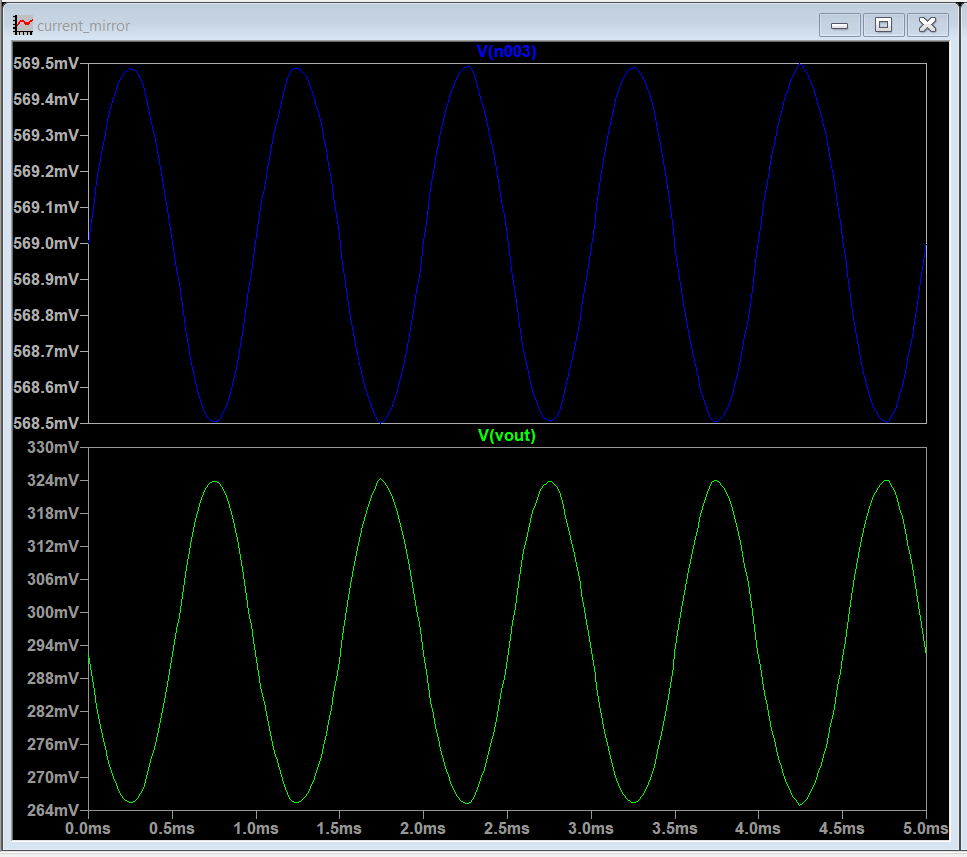 current_mirror
V(n003)
569.5mV
569.4mV
569.3mV
569.2mV
569.1mV
569.0mV
568.9mV
568.8mV
568.7mV
568.6mV
568.5mV
V(vout)
330mV
324mV
318mV
312mV
306mV
300mV
294mV
288mV
282mV
276mV
270mV
264mV
0.0ms 0.5ms 1.0ms 1.5ms 2.0ms 2.5ms 3.0ms 3.5ms 4.0ms 4.5ms 5.0ms